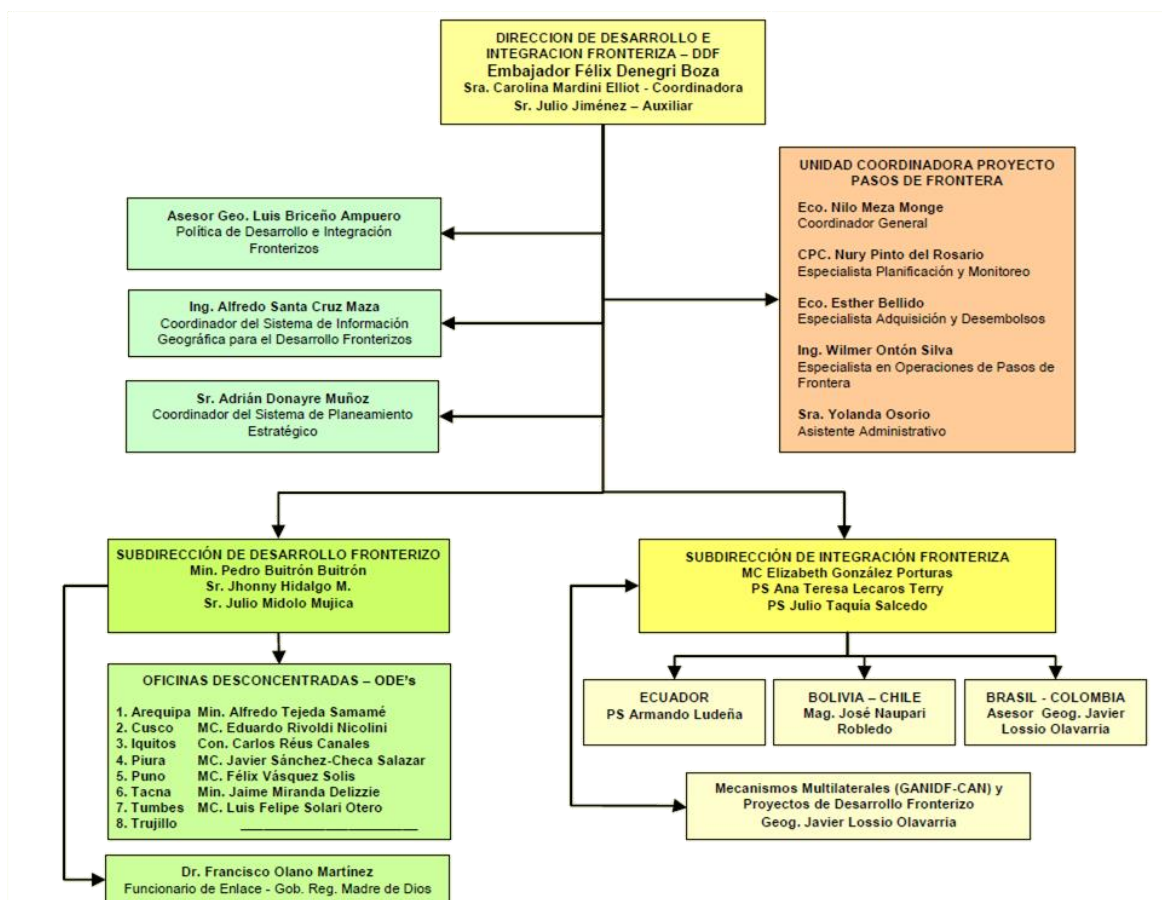 DIRECCION DE DESARROLLO E
INTEGRACION FRONTERIZA – DDF
Embajador Félix Denegri Boza
Sra. Carolina Mardini Elliot - Coordinadora
Sr. Julio Jiménez – Auxiliar
UNIDAD COORDINADORA PROYECTO
PASOS DE FRONTERA
Eco. Nilo Meza Monge
Coordinador General
CPC. Nury Pinto del Rosario
Especialista Planificación y Monitoreo
Eco. Esther Bellido
Especialista Adquisición y Desembolsos
Ing. Wilmer Ontón Silva
Especialista en Operaciones de Pasos de
Frontera
Sra. Yolanda Osorio
Asistente Administrativo
Asesor Geo. Luis Briceño Ampuero
Política de Desarrollo e Integración
Fronterizos
Ing. Alfredo Santa Cruz Maza
Coordinador del Sistema de Información
Geográfica para el Desarrollo Fronterizos
Sr. Adrián Donayre Muñoz
Coordinador del Sistema de Planeamiento
Estratégico
SUBDIRECCIÓN DE DESARROLLO FRONTERIZO
Min. Pedro Buitrón Buitrón
Sr. Jhonny Hidalgo M.
Sr. Julio Midolo Mujica
OFICINAS DESCONCENTRADAS – ODE's
1. Arequipa Min. Alfredo Tejeda Samamé
2. Cusco MC. Eduardo Rivoldi Nicolini
3. Iquitos Con. Carlos Réus Canales
4. Piura MC. Javier Sánchez-Checa Salazar
5. Puno MC. Félix Vásquez Solis
6. Tacna Min. Jaime Miranda Delizzie
7. Tumbes MC. Luis Felipe Solari Otero
8. Trujillo ______________________
Dr. Francisco Olano Martínez
Funcionario de Enlace - Gob. Reg. Madre de Dios
SUBDIRECCIÓN DE INTEGRACIÓN FRONTERIZA
MC Elizabeth González Porturas
PS Ana Teresa Lecaros Terry
PS Julio Taquía Salcedo
ECUADOR
PS Armando Ludeña
BOLIVIA – CHILE
Mag. José Naupari
Robledo
BRASIL - COLOMBIA
Asesor Geog. Javier
Lossio Olavarria
Mecanismos Multilaterales (GANIDF-CAN) y
Proyectos de Desarrollo Fronterizo
Geog. Javier Lossio Olavarria